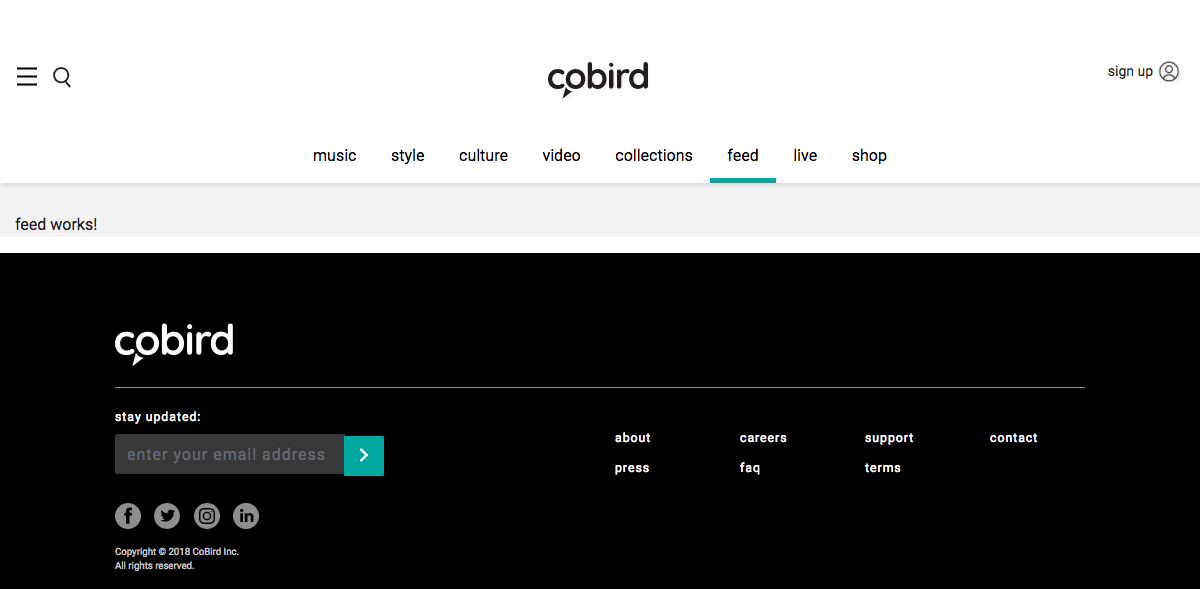 cobird
sign up
music style culture video collections feed live shop
feed works!
cobird
stay updated:
enter your email address
about careers support contact
press faq terms
Copyright © 2018 CoBird Inc.
All rights reserved.